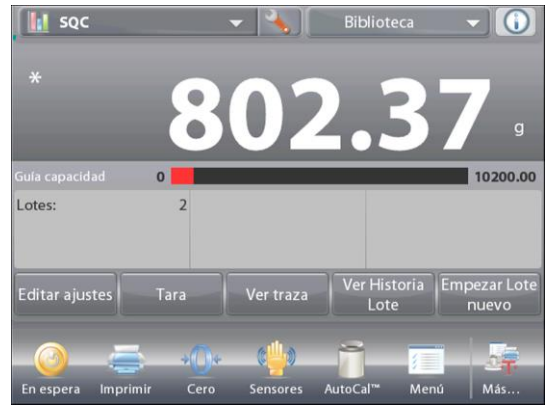 SQC
Biblioteca
*
802.37 g
Guía capacidad 0 10200.00
Lotes: 2
Editar ajustes
Tara
Ver traza
Ver Historia
Lote
Empezar Lote
nuevo
En espera
Imprimir
Cero
Sensores
AutoCal™
Menú
Más...